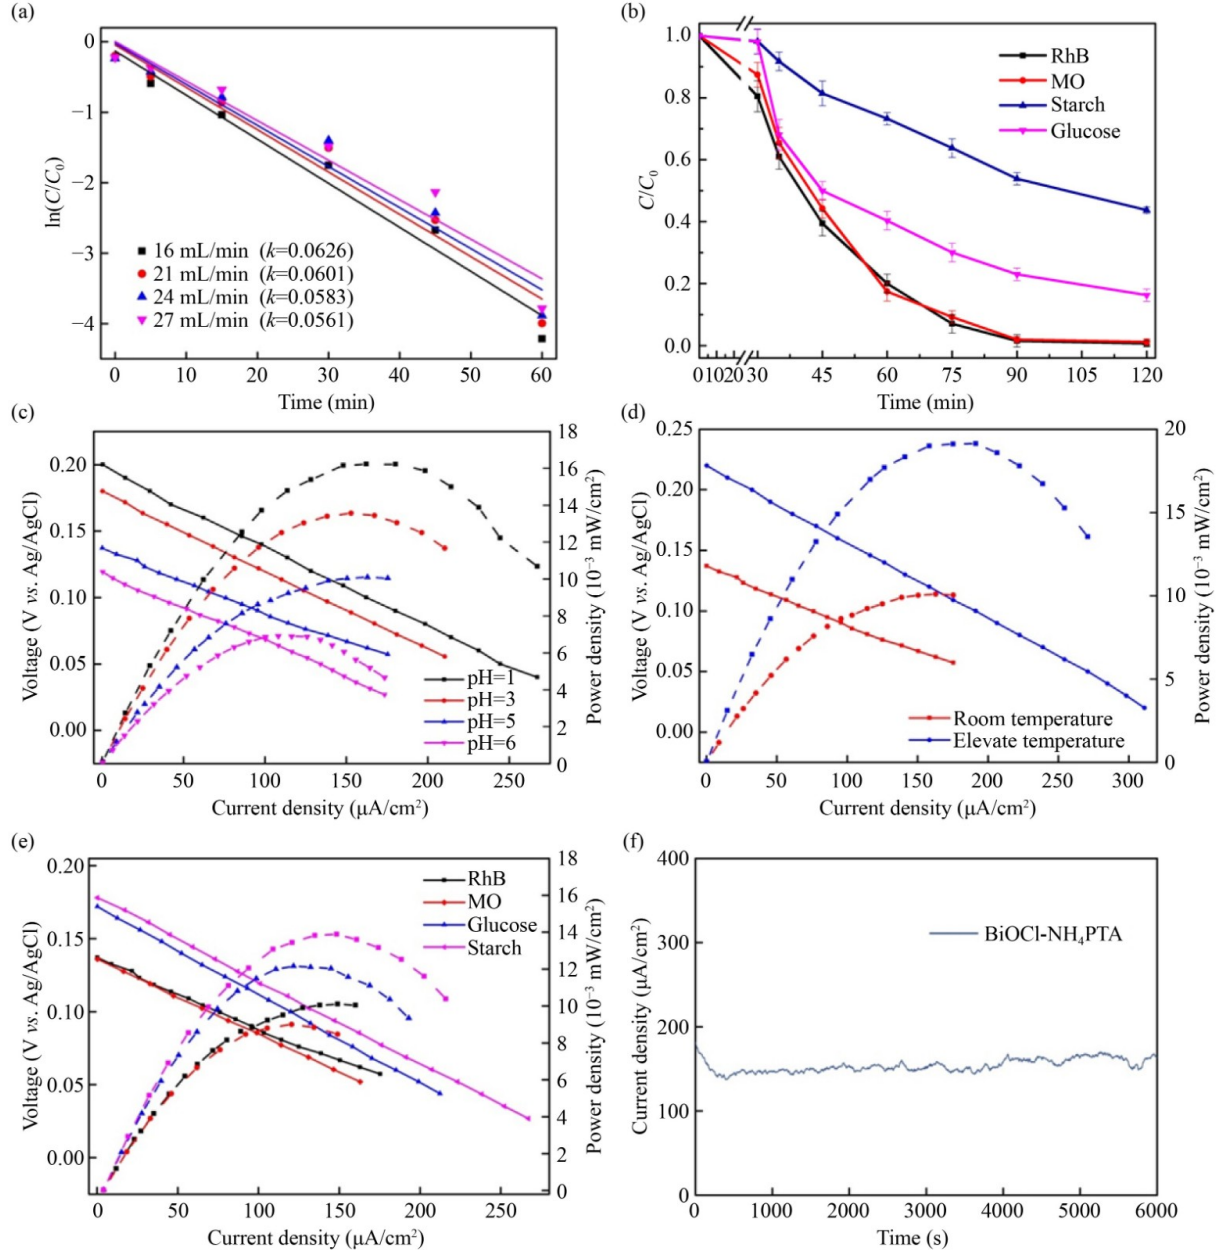 (a)
0
−1
−2
−3
−4
ln(C/C₀)
16 mL/min (k=0.0626)
21 mL/min (k=0.0601)
24 mL/min (k=0.0583)
27 mL/min (k=0.0561)
0 10 20 30 40 50 60
Time (min)
(b)
1.0
0.8
0.6
0.4
0.2
0.0
C/C₀
RhB
MO
Starch
Glucose
0 10 20 30 45 60 75 90 105 120
Time (min)
(c)
0.20
0.15
0.10
0.05
0.00
Voltage (V vs. Ag/AgCl)
18
16
14
12
10
8
6
4
2
0
Power density (10⁻³ mW/cm²)
pH=1
pH=3
pH=5
pH=6
0 50 100 150 200 250
Current density (μA/cm²)
(d)
0.25
0.20
0.15
0.10
0.05
0.00
Voltage (V vs. Ag/AgCl)
20
15
10
5
0
Power density (10⁻³ mW/cm²)
Room temperature
Elevate temperature
0 50 100 150 200 250 300
Current density (μA/cm²)
(e)
0.20
0.15
0.10
0.05
0.00
Voltage (V vs. Ag/AgCl)
18
16
14
12
10
8
6
4
2
0
Power density (10⁻³ mW/cm²)
RhB
MO
Glucose
Starch
0 50 100 150 200 250
Current density (μA/cm²)
(f)
400
300
200
100
0
Current density (μA/cm²)
BiOCl-NH₄PTA
0 1000 2000 3000 4000 5000 6000
Time (s)